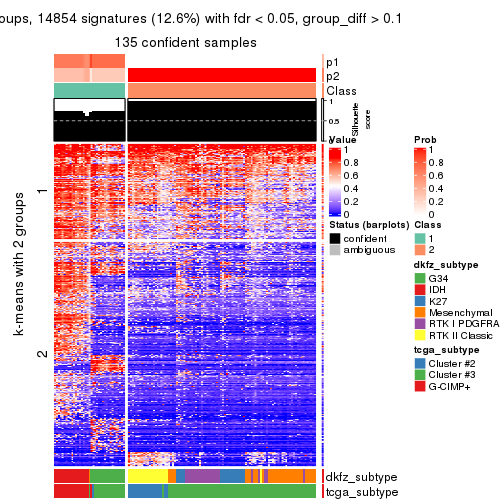 oups, 14854 signatures (12.6%) with fdr < 0.05, group_diff > 0.1
135 confident samples
p1
p2
Class
1
0.5
0
Silhouette
score
k-means with 2 groups
1
2
Value
1
0.8
0.6
0.4
0.2
0
Prob
1
0.8
0.6
0.4
0.2
0
Status (barplots)
confident
ambiguous
Class
1
2
dkfz_subtype
G34
IDH
K27
Mesenchymal
RTK I PDGFRA
RTK II Classic
tcga_subtype
Cluster #2
Cluster #3
G-CIMP+
dkfz_subtype
tcga_subtype